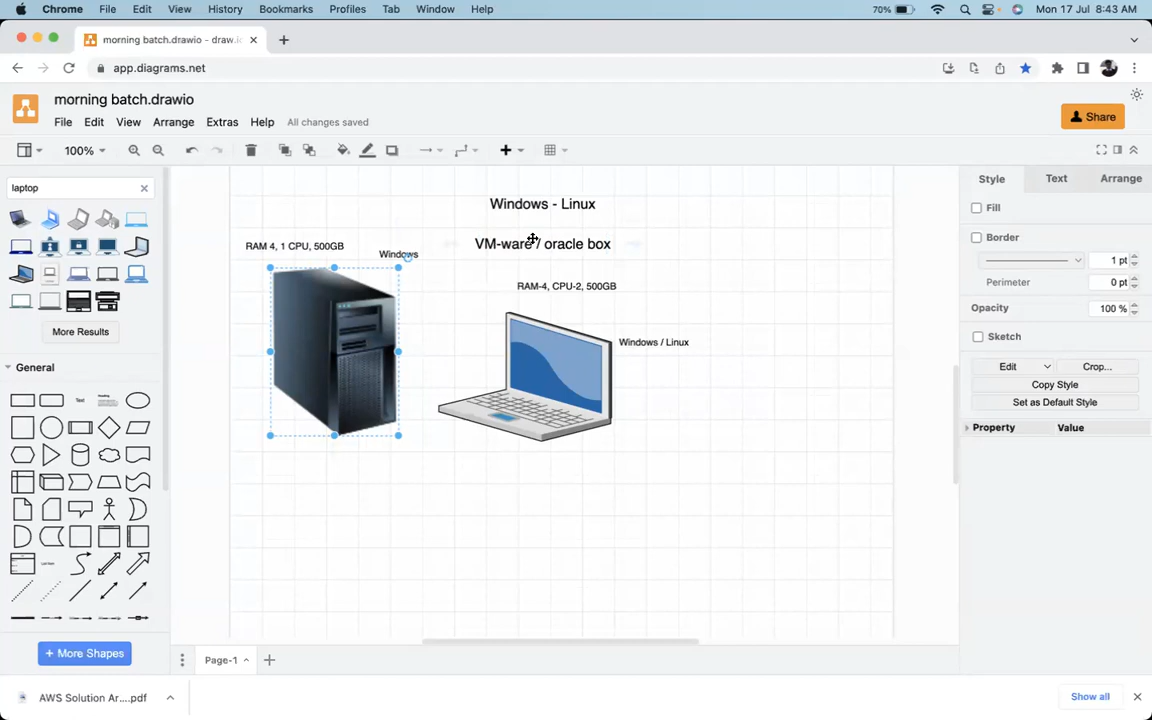 Chrome File Edit View History Bookmarks Profiles Tab Window Help 70% Mon 17 Jul 8:43 AM
morning batch.drawio - draw.i
app.diagrams.net
morning batch.drawio
File Edit View Arrange Extras Help All changes saved
Share
100%
laptop
More Results
General
Text
Heading
List Item
+ More Shapes
Windows - Linux
VM-ware / oracle box
RAM 4, 1 CPU, 500GB
Windows
RAM-4, CPU-2, 500GB
Windows / Linux
Style Text Arrange
Fill
Border
1 pt
Perimeter 0 pt
Opacity 100 %
Sketch
Edit Crop...
Copy Style
Set as Default Style
Property Value
Page-1
AWS Solution Ar....pdf
Show all